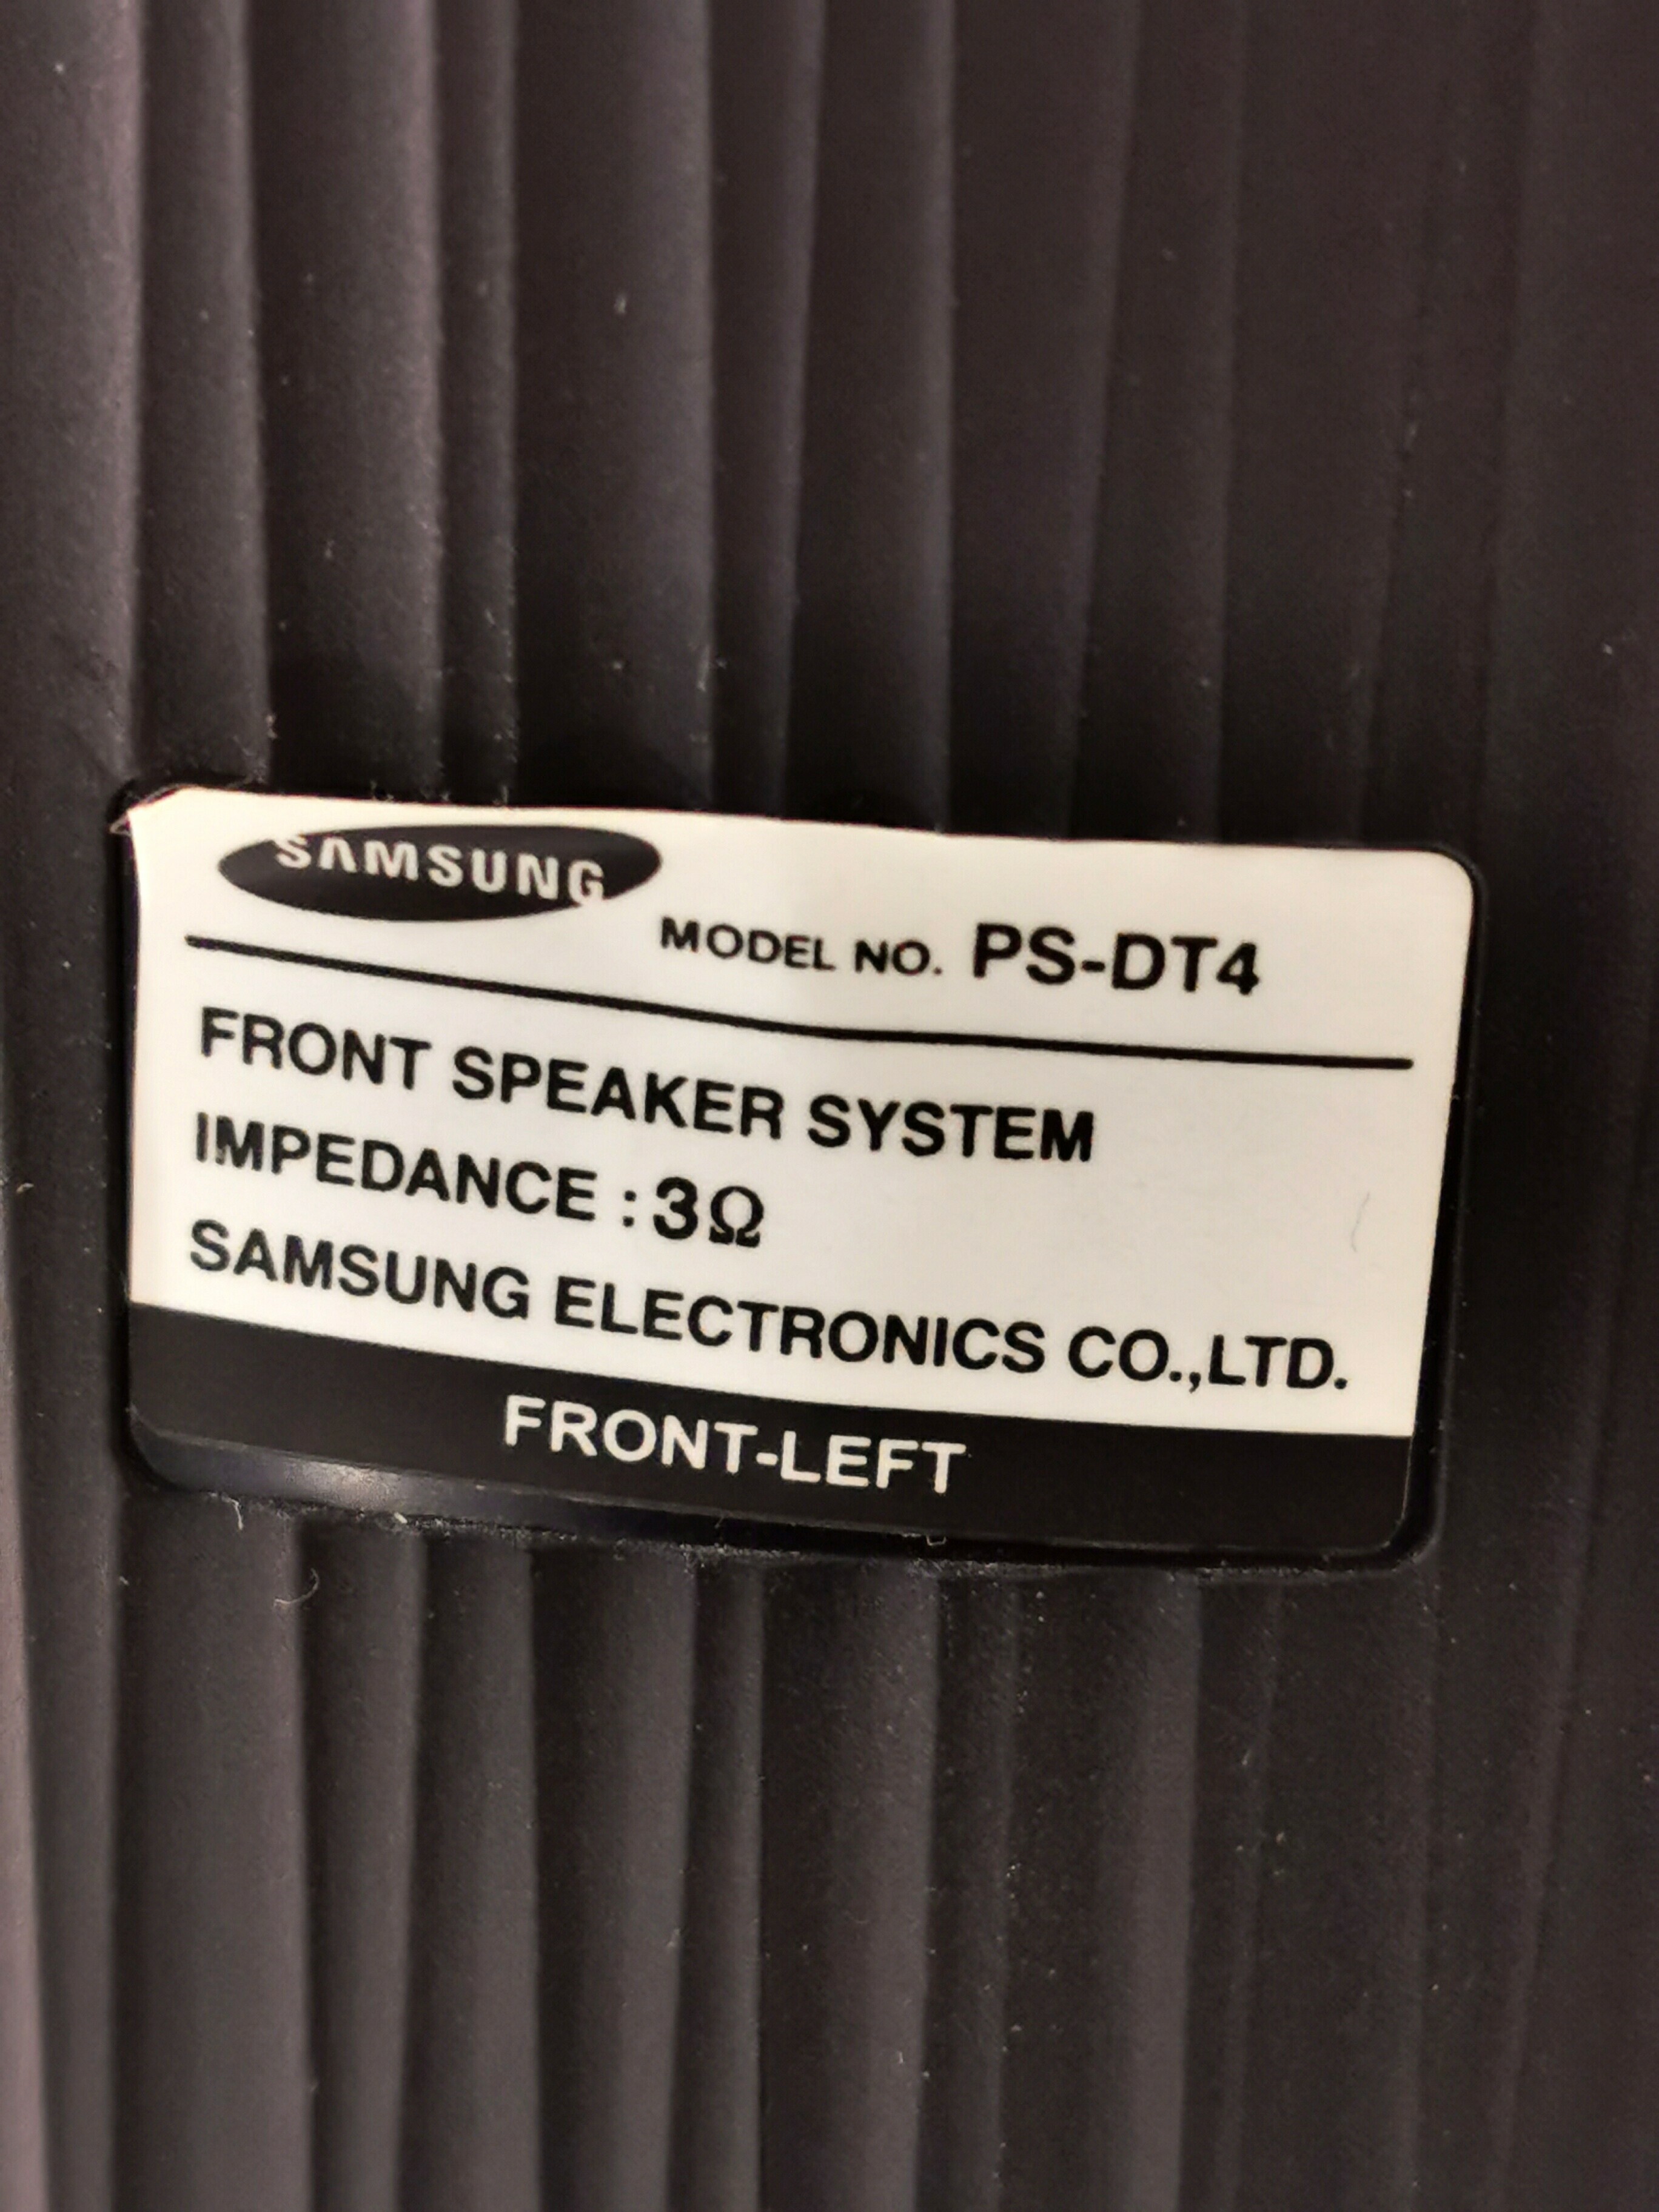 SAMSUNG
MODEL NO. PS-DT4
FRONT SPEAKER SYSTEM
IMPEDANCE : 3Ω
SAMSUNG ELECTRONICS CO.,LTD.
FRONT-LEFT